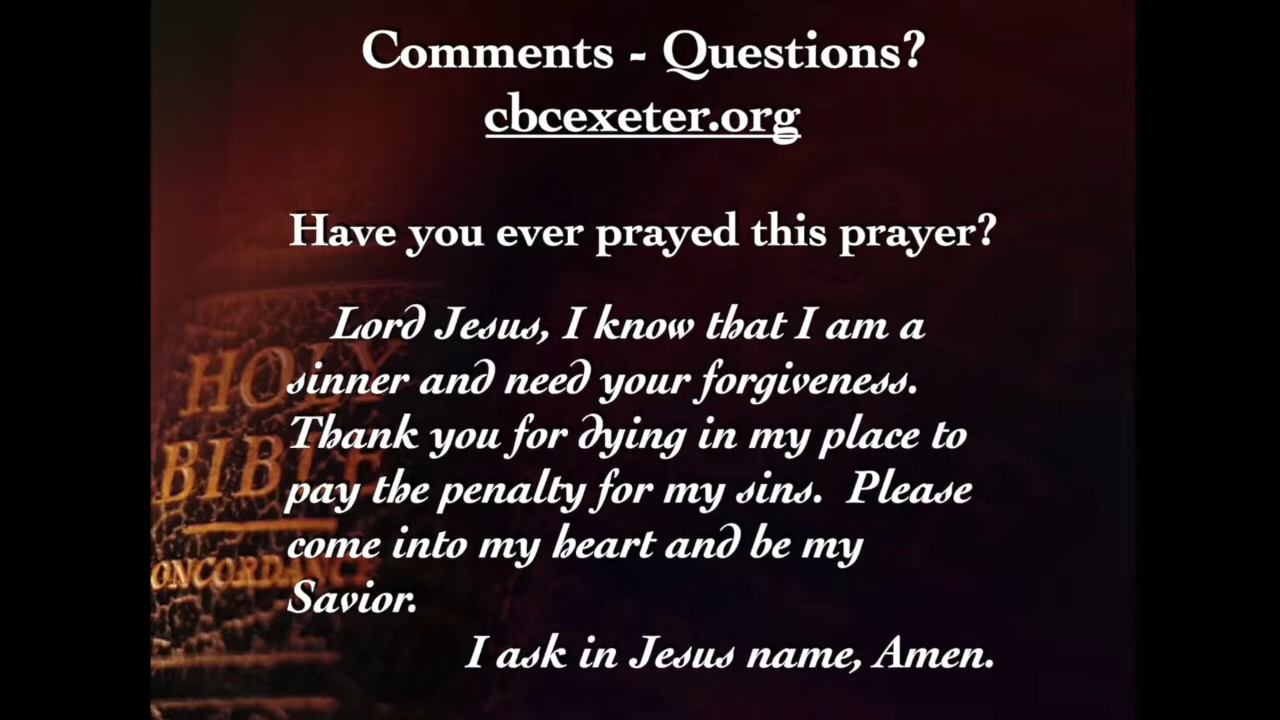 Comments - Questions?
cbcexeter.org
Have you ever prayed this prayer?
Lord Jesus, I know that I am a
sinner and need your forgiveness.
Thank you for dying in my place to
pay the penalty for my sins. Please
come into my heart and be my
Savior.
I ask in Jesus name, Amen.
HOLY
BIBLE
ONCORDANCE